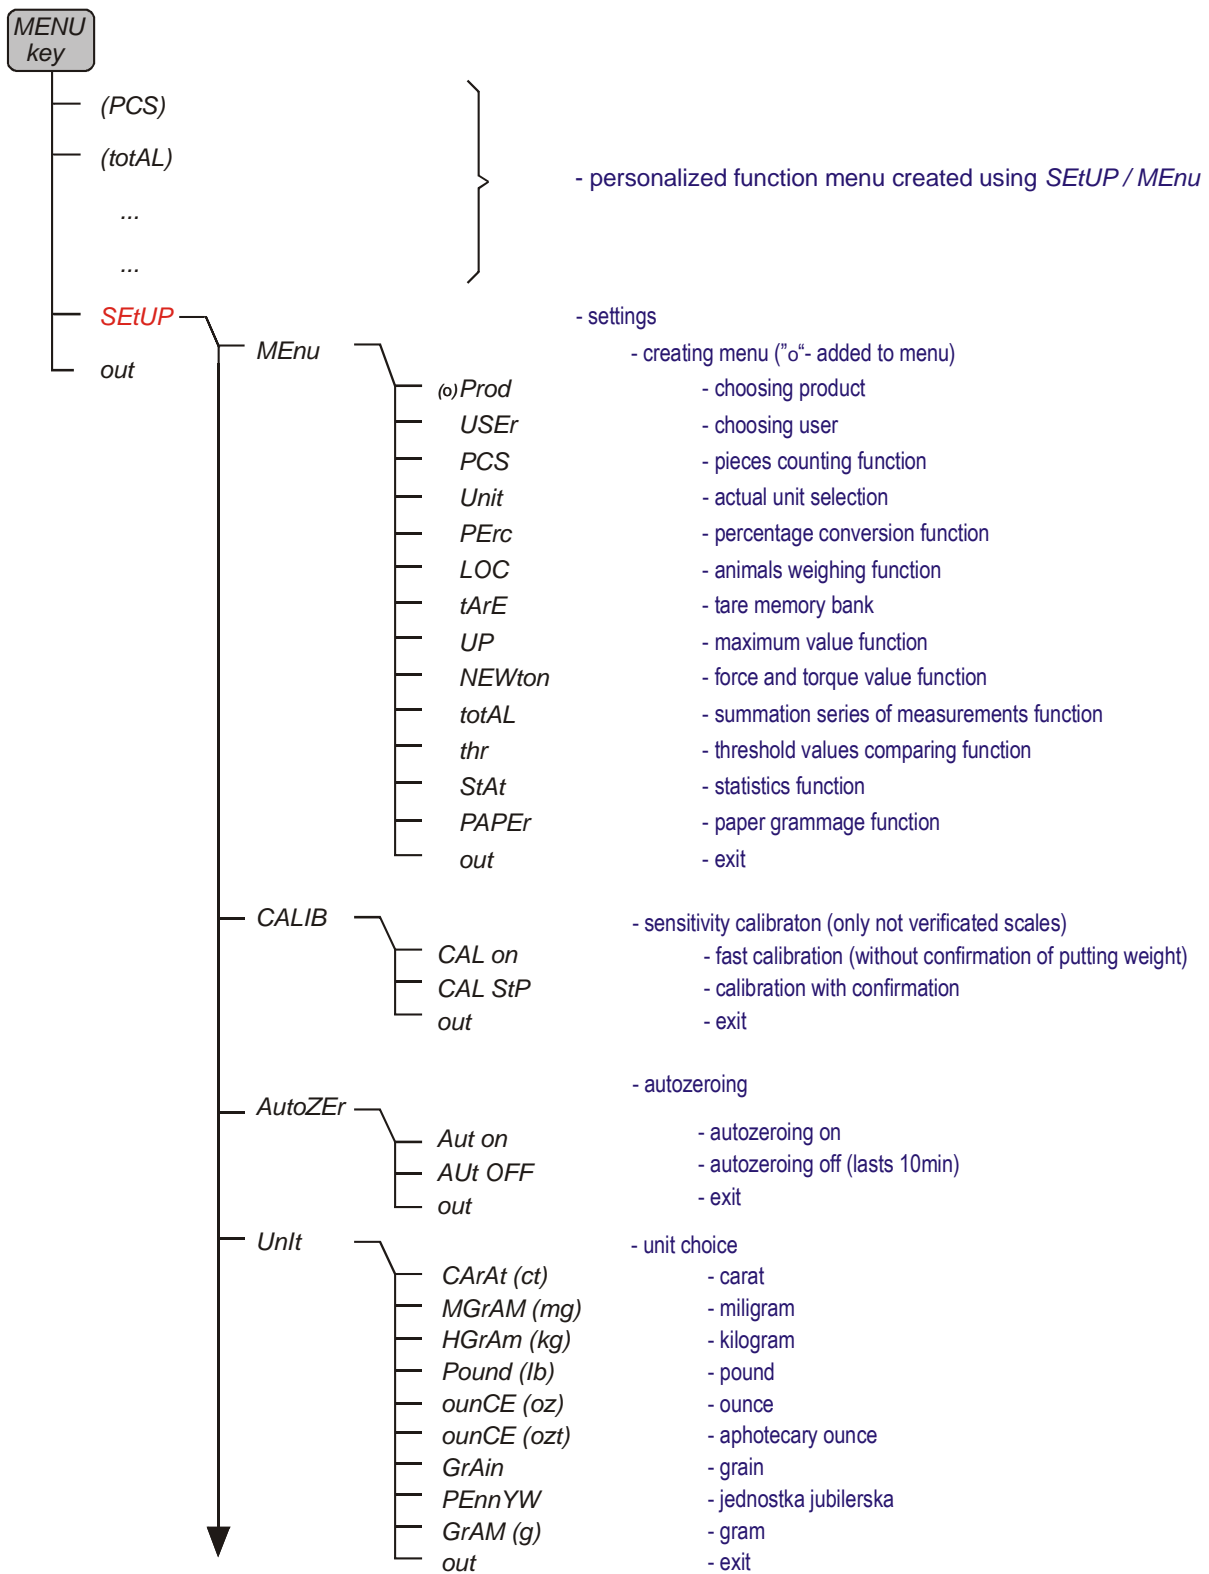 MENU
key
(PCS)
(totAL)
...
...
- personalized function menu created using SEtUP / MEnu
SEtUP - settings
out
MEnu - creating menu ("o“- added to menu)
(o) Prod - choosing product
USEr - choosing user
PCS - pieces counting function
Unit - actual unit selection
PErc - percentage conversion function
LOC - animals weighing function
tArE - tare memory bank
UP - maximum value function
NEWton - force and torque value function
totAL - summation series of measurements function
thr - threshold values comparing function
StAt - statistics function
PAPEr - paper grammage function
out - exit
CALIB - sensitivity calibraton (only not verificated scales)
CAL on - fast calibration (without confirmation of putting weight)
CAL StP - calibration with confirmation
out - exit
AutoZEr - autozeroing
Aut on - autozeroing on
AUt OFF - autozeroing off (lasts 10min)
out - exit
UnIt - unit choice
CArAt (ct) - carat
MGrAM (mg) - miligram
HGrAm (kg) - kilogram
Pound (lb) - pound
ounCE (oz) - ounce
ounCE (ozt) - aphotecary ounce
GrAin - grain
PEnnYW - jednostka jubilerska
GrAM (g) - gram
out - exit